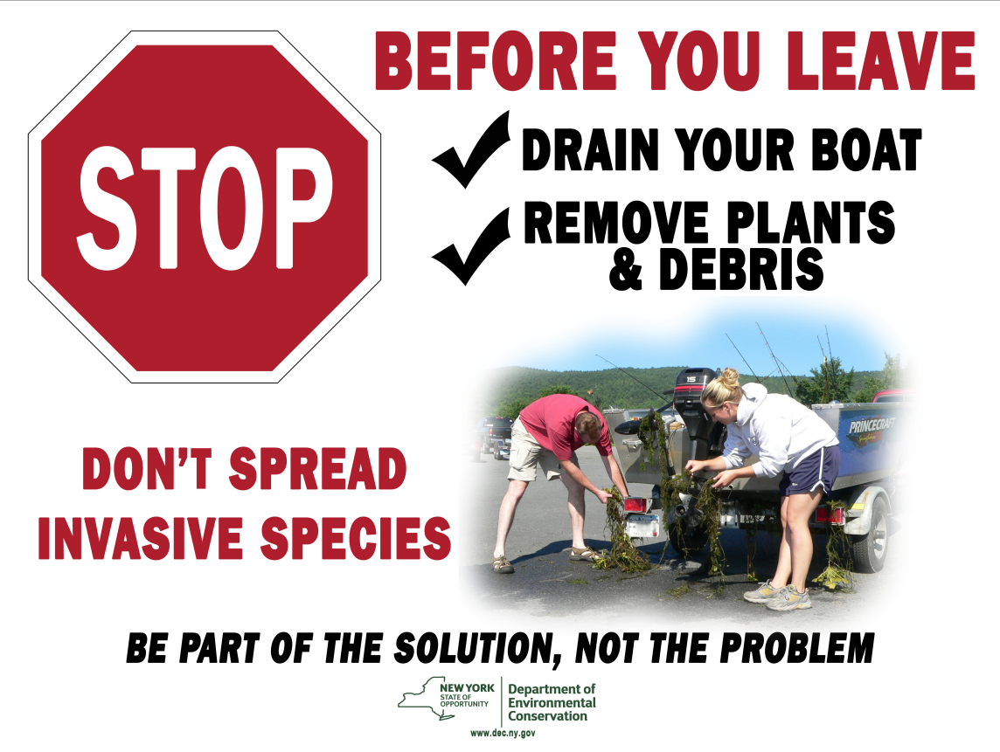 STOP
BEFORE YOU LEAVE
DRAIN YOUR BOAT
REMOVE PLANTS
& DEBRIS
15
PRINCECRAFT
DON'T SPREAD
INVASIVE SPECIES
BE PART OF THE SOLUTION, NOT THE PROBLEM
NEW YORK
STATE OF
OPPORTUNITY
Department of
Environmental
Conservation
www.dec.ny.gov